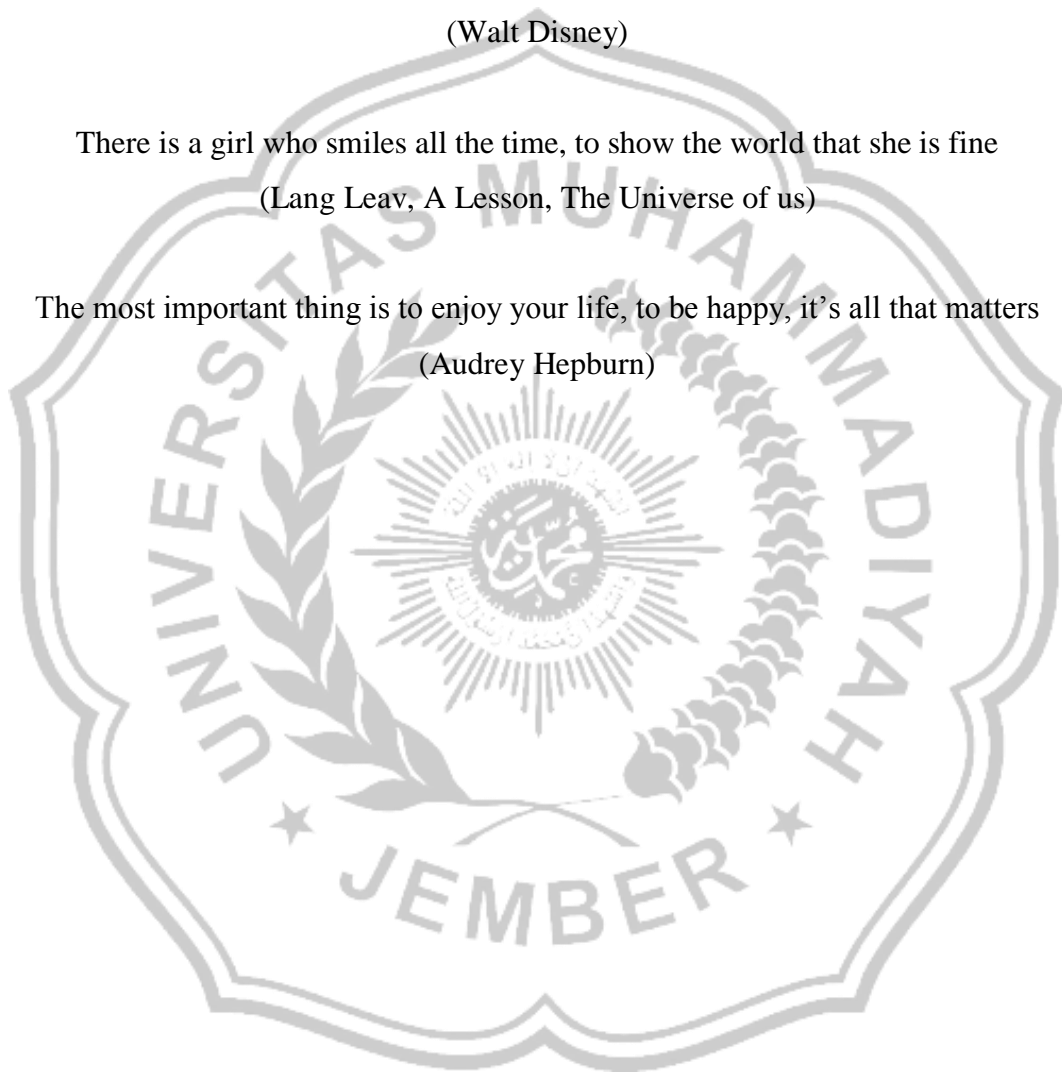 (Walt Disney)
There is a girl who smiles all the time, to show the world that she is fine
(Lang Leav, A Lesson, The Universe of us)
The most important thing is to enjoy your life, to be happy, it’s all that matters
(Audrey Hepburn)
UNIVERSITAS MUHAMMADIYAH
JEMBER